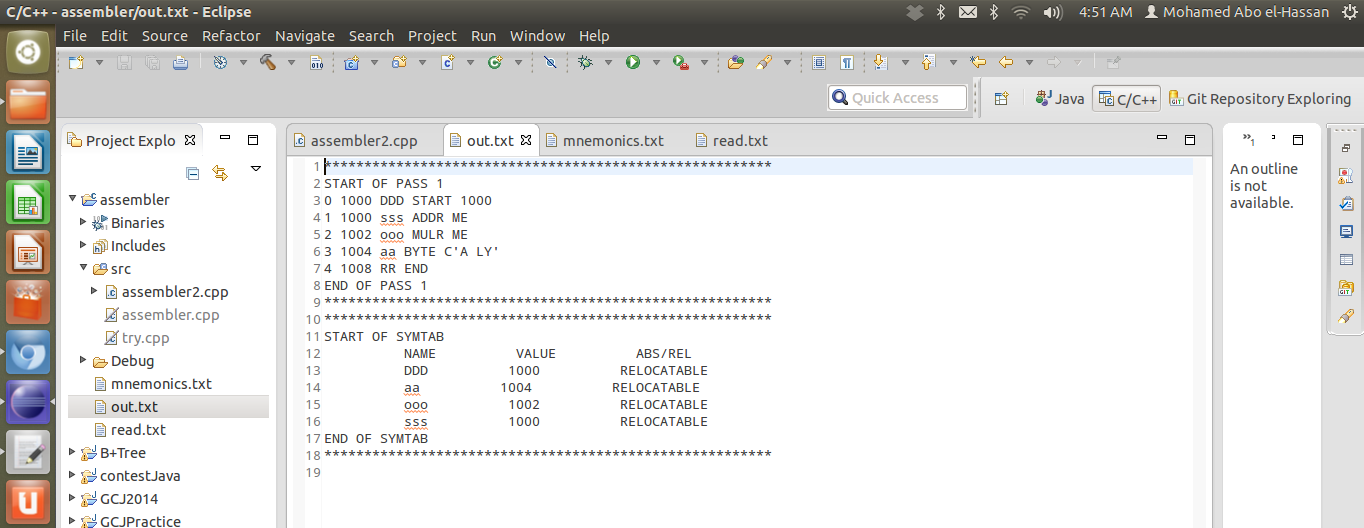 C/C++ - assembler/out.txt - Eclipse
4:51 AM Mohamed Abo el-Hassan
File Edit Source Refactor Navigate Search Project Run Window Help
010
Quick Access
Java C/C++ GIT Git Repository Exploring
Project Explo
assembler2.cpp out.txt mnemonics.txt read.txt
assembler
Binaries
Includes
src
assembler2.cpp
assembler.cpp
try.cpp
Debug
mnemonics.txt
out.txt
read.txt
B+Tree
contestJava
GCJ2014
GCJPractice
1 ********************************************************
2 START OF PASS 1
3 0 1000 DDD START 1000
4 1 1000 sss ADDR ME
5 2 1002 ooo MULR ME
6 3 1004 aa BYTE C'A LY'
7 4 1008 RR END
8 END OF PASS 1
9 ********************************************************
10 ********************************************************
11 START OF SYMTAB
12 NAME VALUE ABS/REL
13 DDD 1000 RELOCATABLE
14 aa 1004 RELOCATABLE
15 ooo 1002 RELOCATABLE
16 sss 1000 RELOCATABLE
17 END OF SYMTAB
18 ********************************************************
19
»1
An outline
is not
available.
GIT